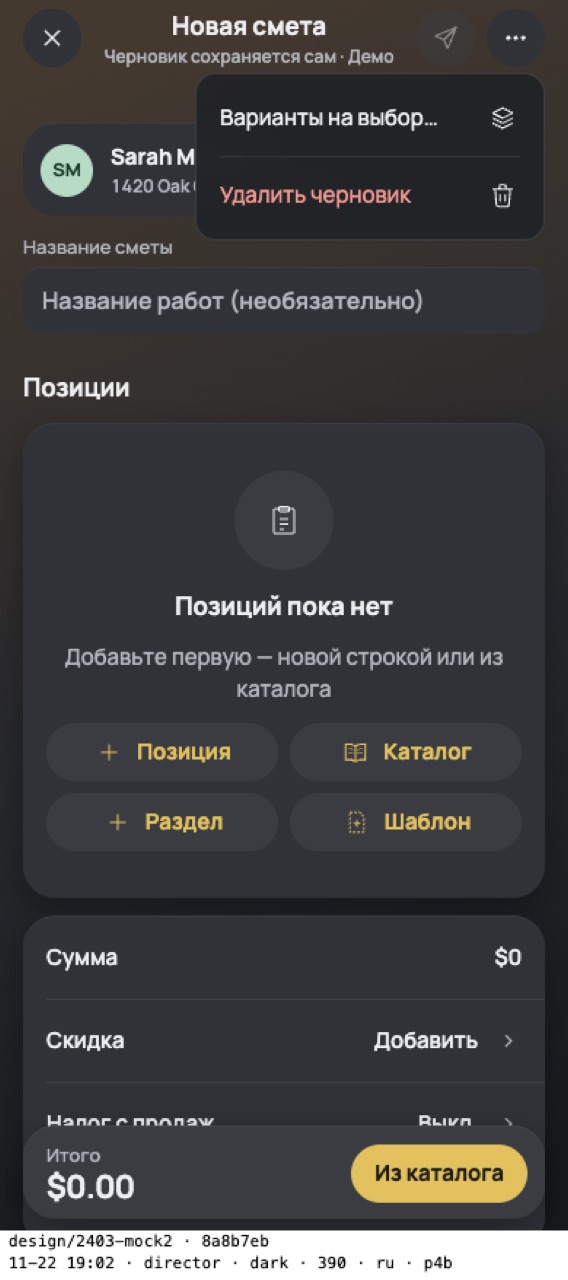 Новая смета
Черновик сохраняется сам · Демо
Варианты на выбор…
Удалить черновик
SM
Sarah M
1420 Oak
Название сметы
Название работ (необязательно)
Позиции
Позиций пока нет
Добавьте первую — новой строкой или из
каталога
Позиция
Каталог
Раздел
Шаблон
Сумма
$0
Скидка
Добавить
Налог с продаж
Выкл
Итого
$0.00
Из каталога
design/2403-mock2 · 8a8b7eb
11-22 19:02 · director · dark · 390 · ru · p4b